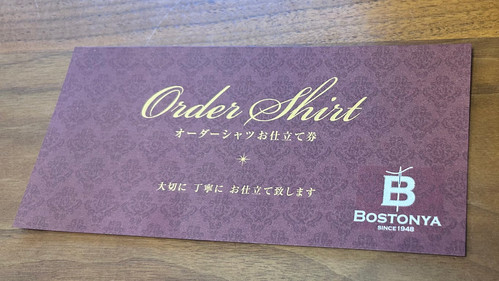 Order Shirt
オーダーシャツお仕立て券
大切に 丁寧に お仕立て致します
B
BOSTONYA
SINCE 1948